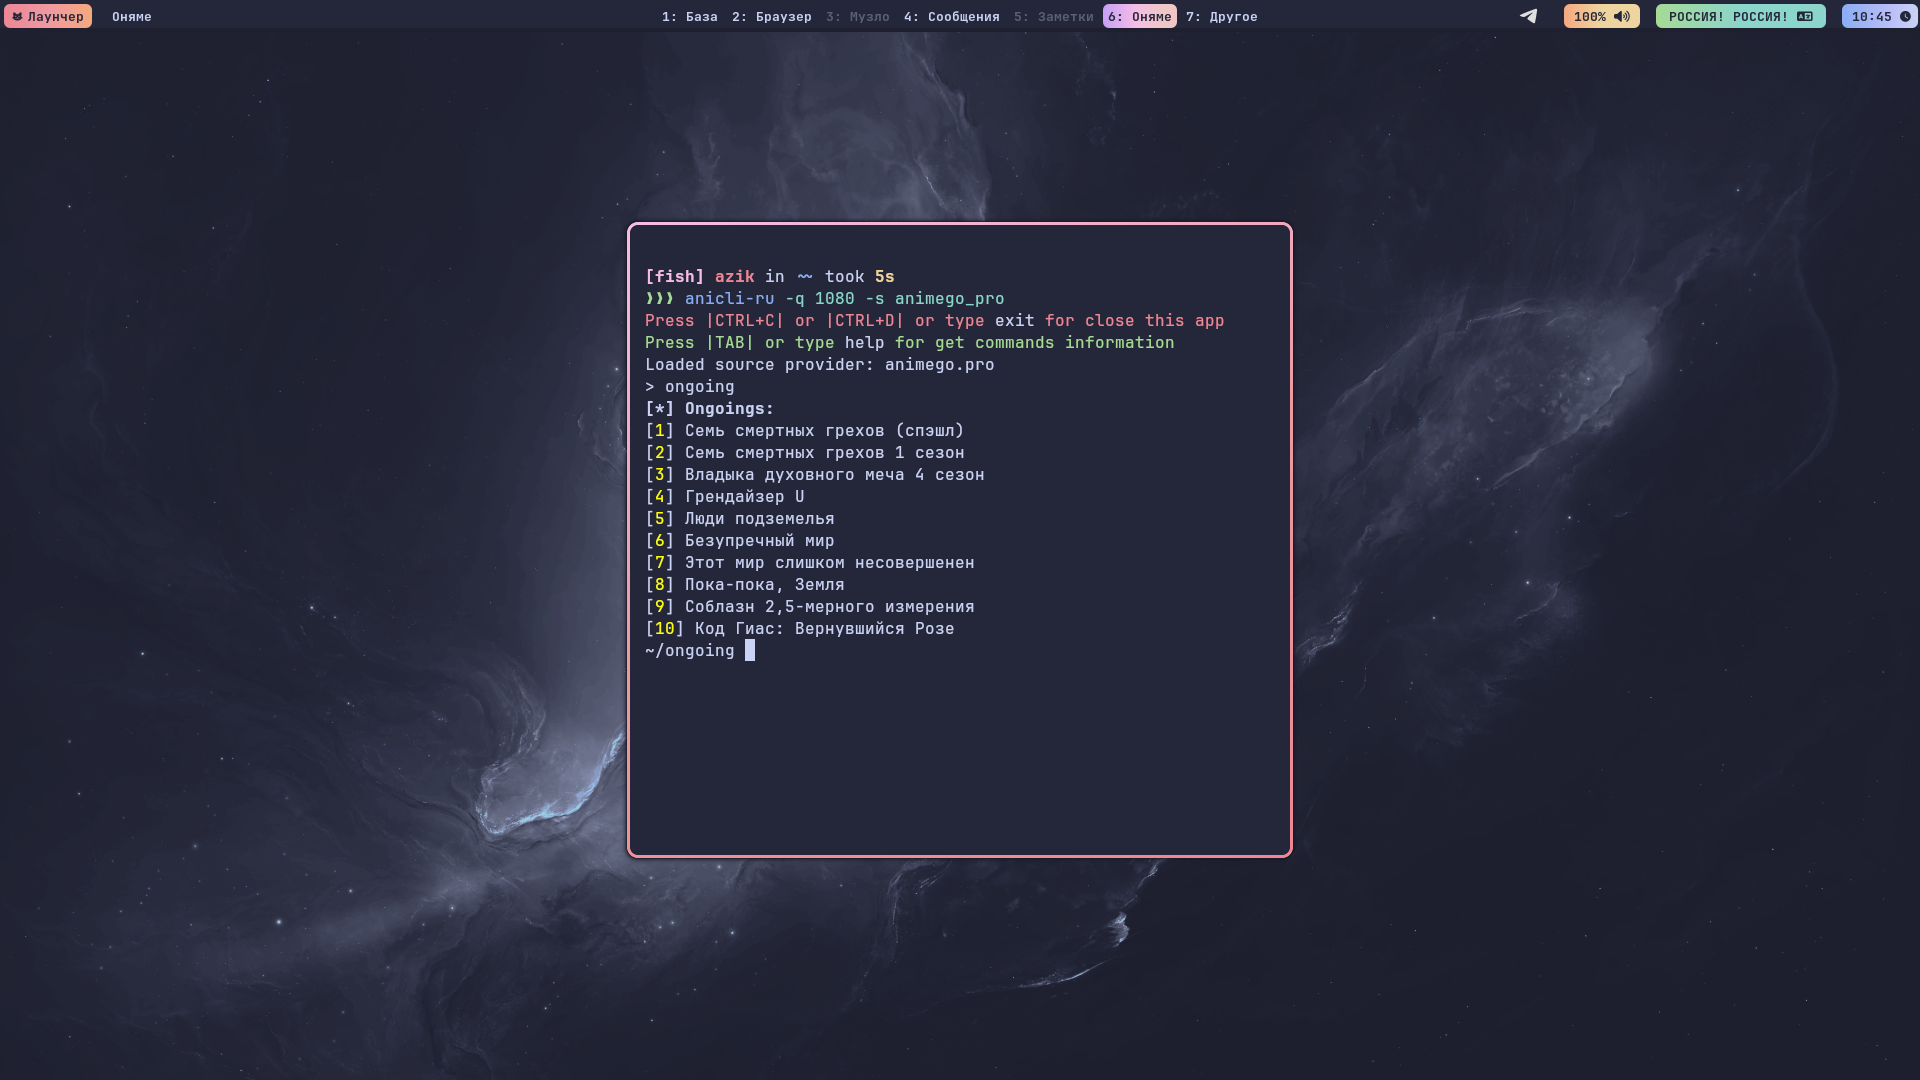 Лаунчер
Оняме
1: База 2: Браузер 3: Музло 4: Сообщения 5: Заметки 6: Оняме 7: Другое
100%
РОССИЯ! РОССИЯ!
10:45
[fish] azik in ~~ took 5s
❫❫❫ anicli-ru -q 1080 -s animego_pro
Press |CTRL+C| or |CTRL+D| or type exit for close this app
Press |TAB| or type help for get commands information
Loaded source provider: animego.pro
> ongoing
[*] Ongoings:
[1] Семь смертных грехов (спэшл)
[2] Семь смертных грехов 1 сезон
[3] Владыка духовного меча 4 сезон
[4] Грендайзер U
[5] Люди подземелья
[6] Безупречный мир
[7] Этот мир слишком несовершенен
[8] Пока-пока, Земля
[9] Соблазн 2,5-мерного измерения
[10] Код Гиас: Вернувшийся Розе
~/ongoing